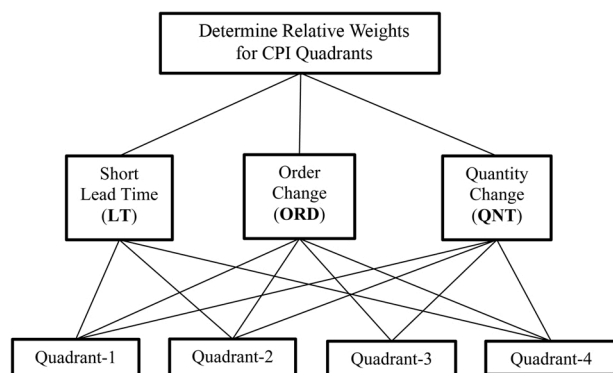 Determine Relative Weights
for CPI Quadrants
Short
Lead Time
(LT)
Order
Change
(ORD)
Quantity
Change
(QNT)
Quadrant-1
Quadrant-2
Quadrant-3
Quadrant-4